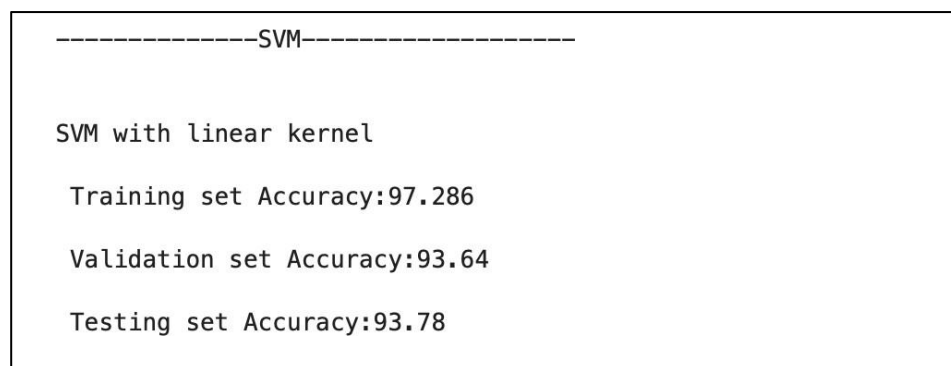 --------------SVM-------------------
SVM with linear kernel
Training set Accuracy:97.286
Validation set Accuracy:93.64
Testing set Accuracy:93.78